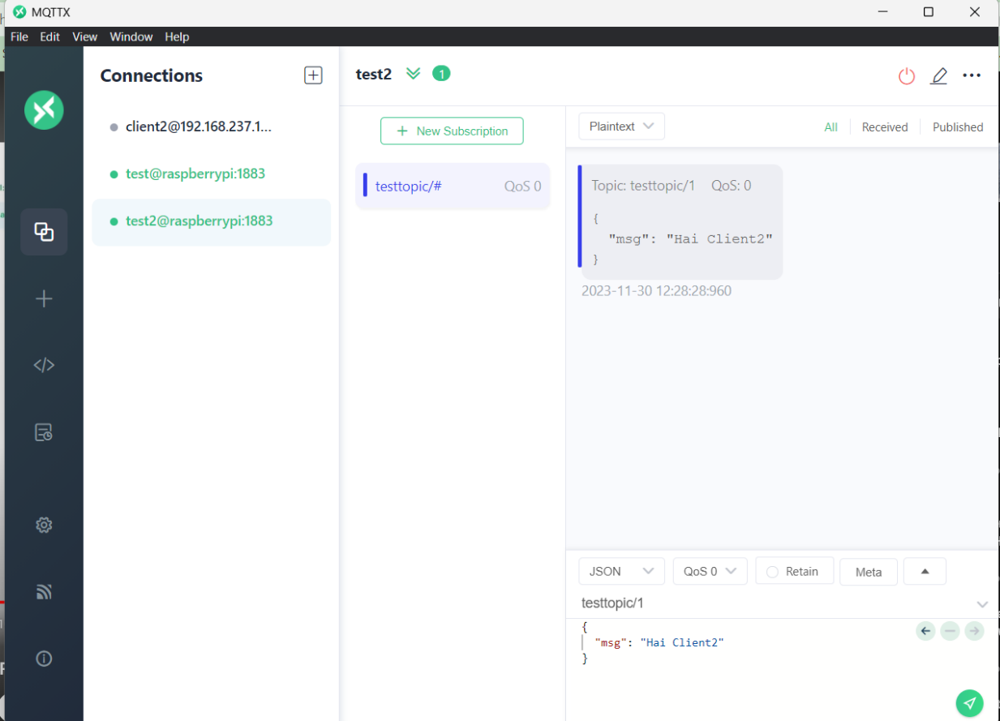 MQTTX
File Edit View Window Help
Connections
client2@192.168.237.1...
test@raspberrypi:1883
test2@raspberrypi:1883
test2 1
New Subscription
testtopic/# QoS 0
Plaintext All Received Published
Topic: testtopic/1 QoS: 0
{
"msg": "Hai Client2"
}
2023-11-30 12:28:28:960
JSON QoS 0 Retain Meta
testtopic/1
{
"msg": "Hai Client2"
}